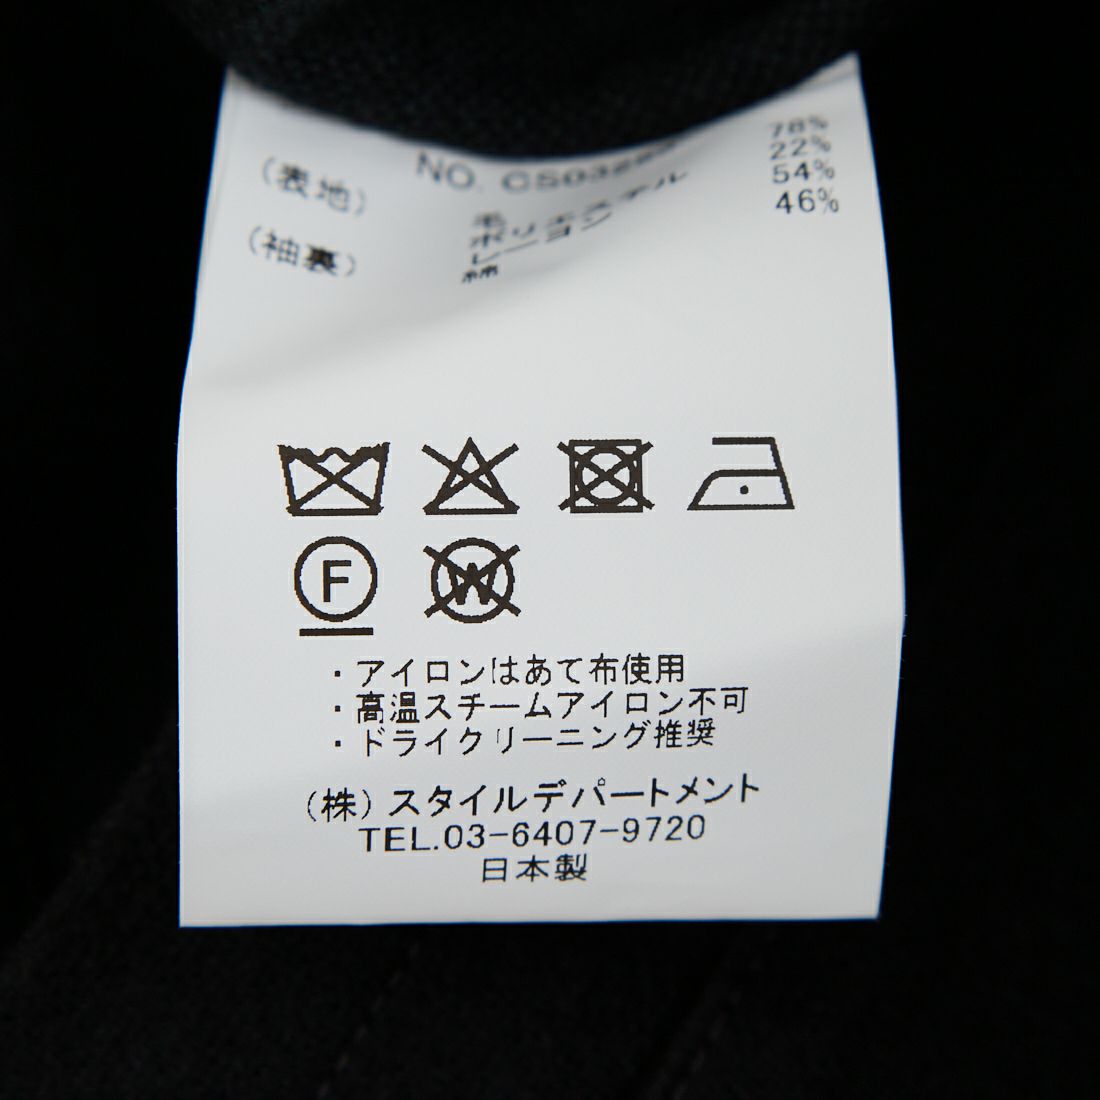 NO. CS032
(表地) 毛 78%
ポリエステル 22%
(袖裏) レーヨン 54%
綿 46%
F
W
・アイロンはあて布使用
・高温スチームアイロン不可
・ドライクリーニング推奨
(株)スタイルデパートメント
TEL.03-6407-9720
日本製